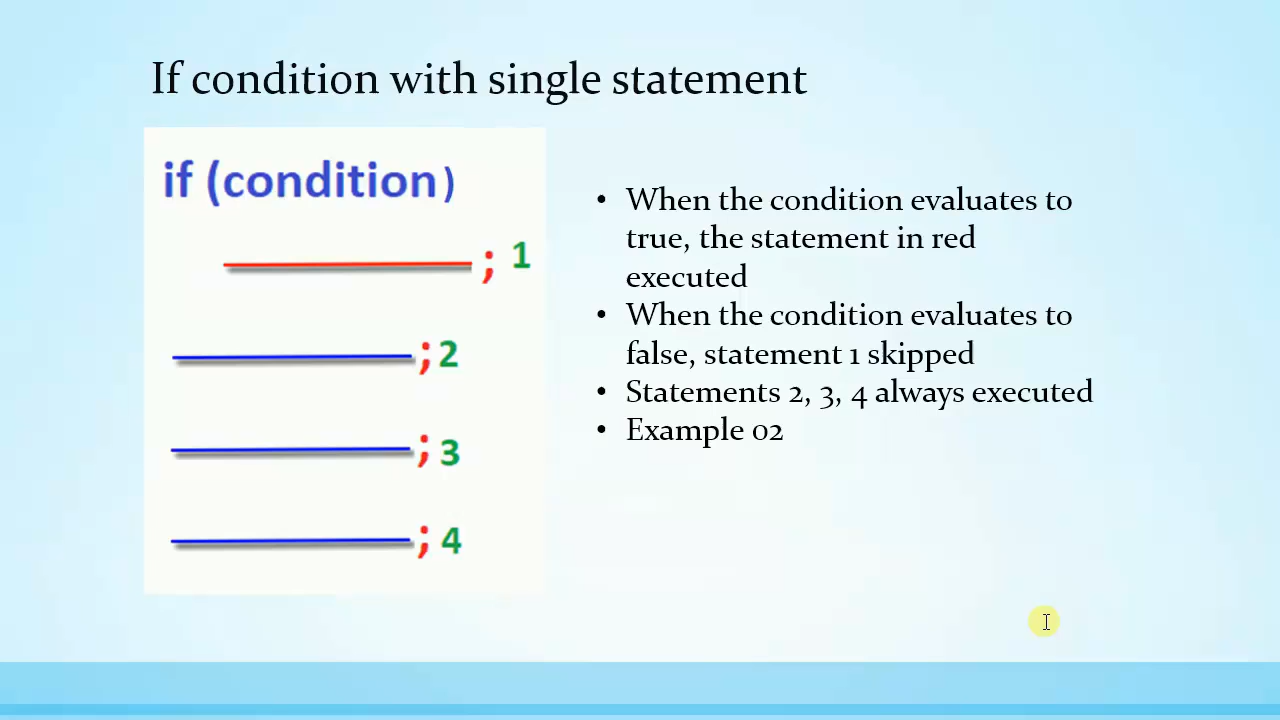 If condition with single statement
if (condition)
; 1
; 2
; 3
; 4
• When the condition evaluates to
true, the statement in red
executed
• When the condition evaluates to
false, statement 1 skipped
• Statements 2, 3, 4 always executed
• Example 02